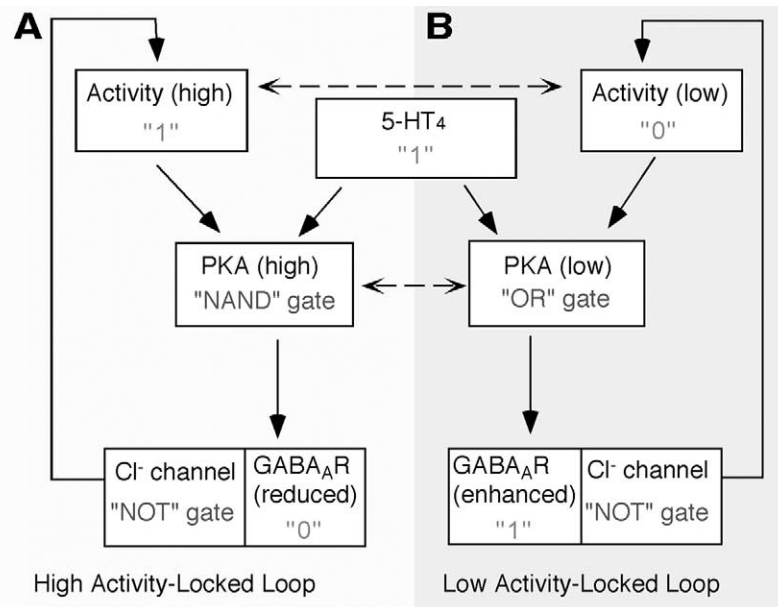 A
B
Activity (high)
"1"
5-HT4
"1"
Activity (low)
"0"
PKA (high)
"NAND" gate
PKA (low)
"OR" gate
Cl- channel
"NOT" gate
GABAAR
(reduced)
"0"
GABAAR
(enhanced)
"1"
Cl- channel
"NOT" gate
High Activity-Locked Loop
Low Activity-Locked Loop